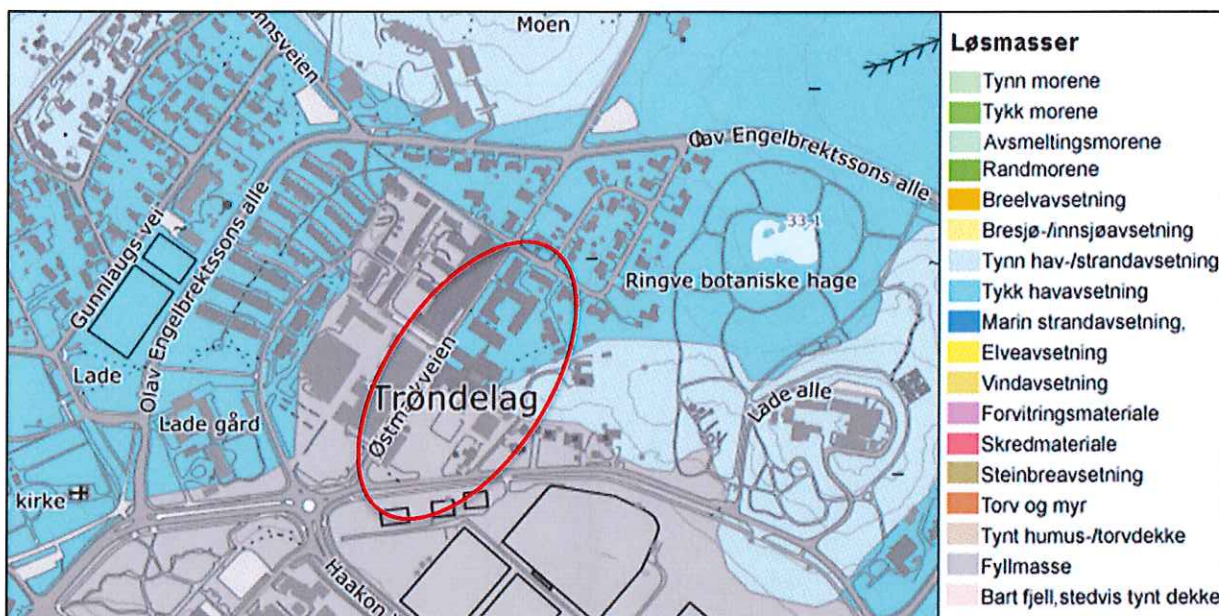 Moen
nnsveien
Olav Engelbrektssons alle
Gunnlaugs vei
Olav Engelbrektssons alle
33,1
Ringve botaniske hage
Lade
Trøndelag
Østmarkveien
Lade alle
Lade gård
kirke
Haakon
Løsmasser
Tynn morene
Tykk morene
Avsmeltingsmorene
Randmorene
Breelvavsetning
Bresjø-/innsjøavsetning
Tynn hav-/strandavsetning
Tykk havavsetning
Marin strandavsetning,
Elveavsetning
Vindavsetning
Forvitringsmateriale
Skredmateriale
Steinbreavsetning
Torv og myr
Tynt humus-/torvdekke
Fyllmasse
Bart fjell,stedvis tynt dekke